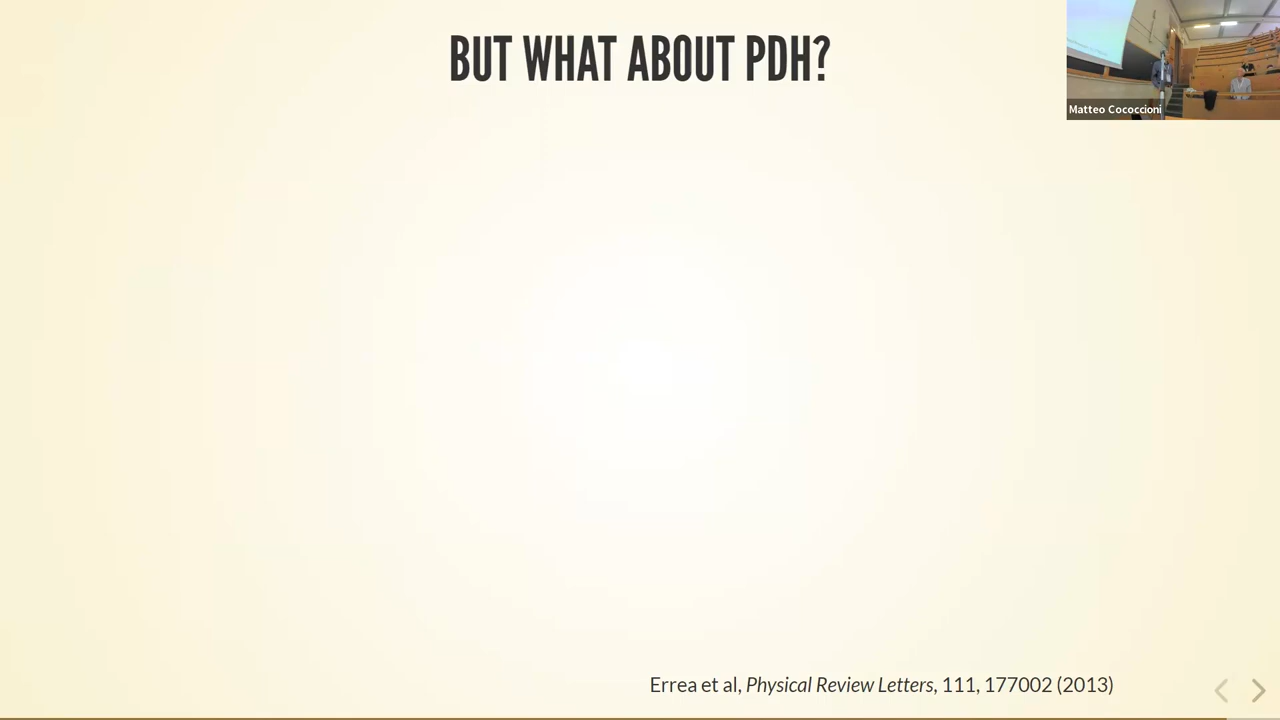 BUT WHAT ABOUT PDH?
Matteo Cococcioni
Errea et al, Physical Review Letters, 111, 177002 (2013)